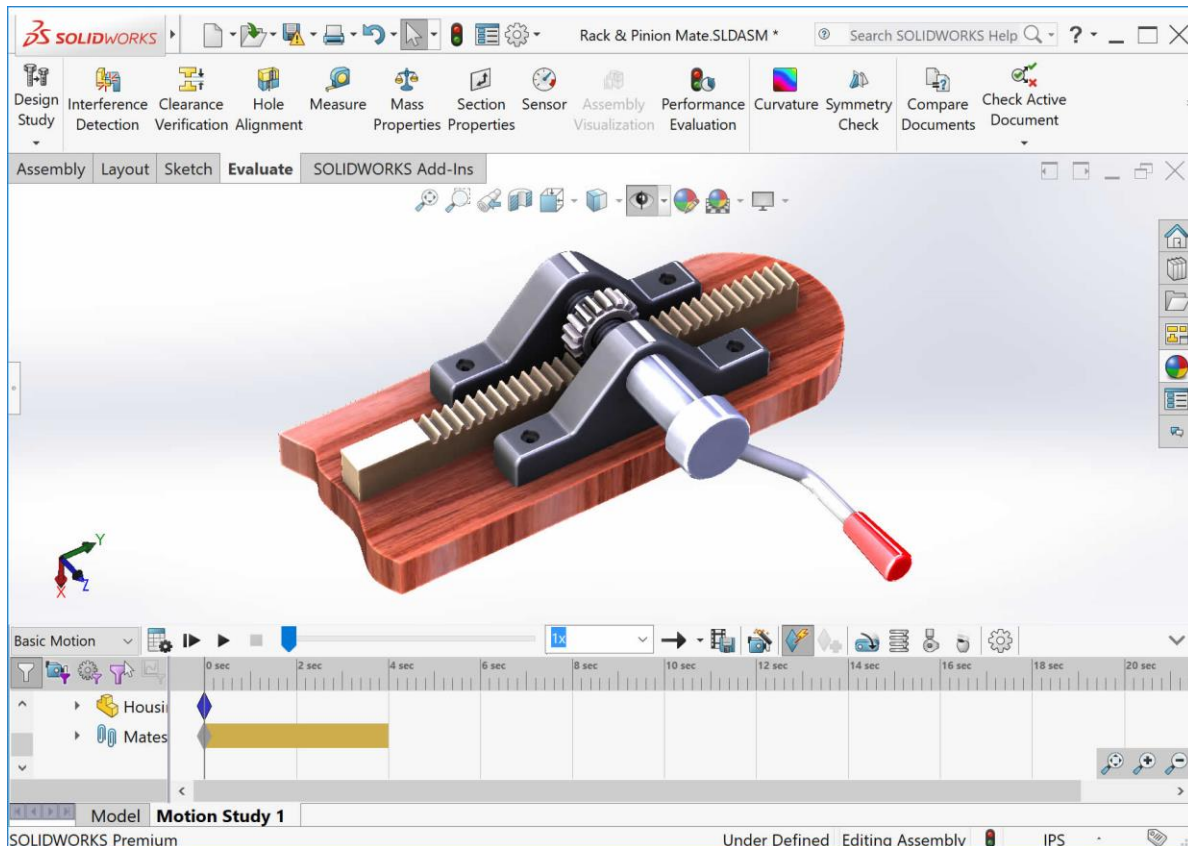 SOLIDWORKS
Rack & Pinion Mate.SLDASM *
Search SOLIDWORKS Help
?
Design Study
Interference Detection
Clearance Verification
Hole Alignment
Measure
Mass Properties
Section Properties
Sensor
Assembly Visualization
Performance Evaluation
Curvature
Symmetry Check
Compare Documents
Check Active Document
Assembly Layout Sketch Evaluate SOLIDWORKS Add-Ins
Y
X
Z
Basic Motion
1x
0 sec 2 sec 4 sec 6 sec 8 sec 10 sec 12 sec 14 sec 16 sec 18 sec 20 sec
Housi
Mates
Model Motion Study 1
SOLIDWORKS Premium Under Defined Editing Assembly IPS -